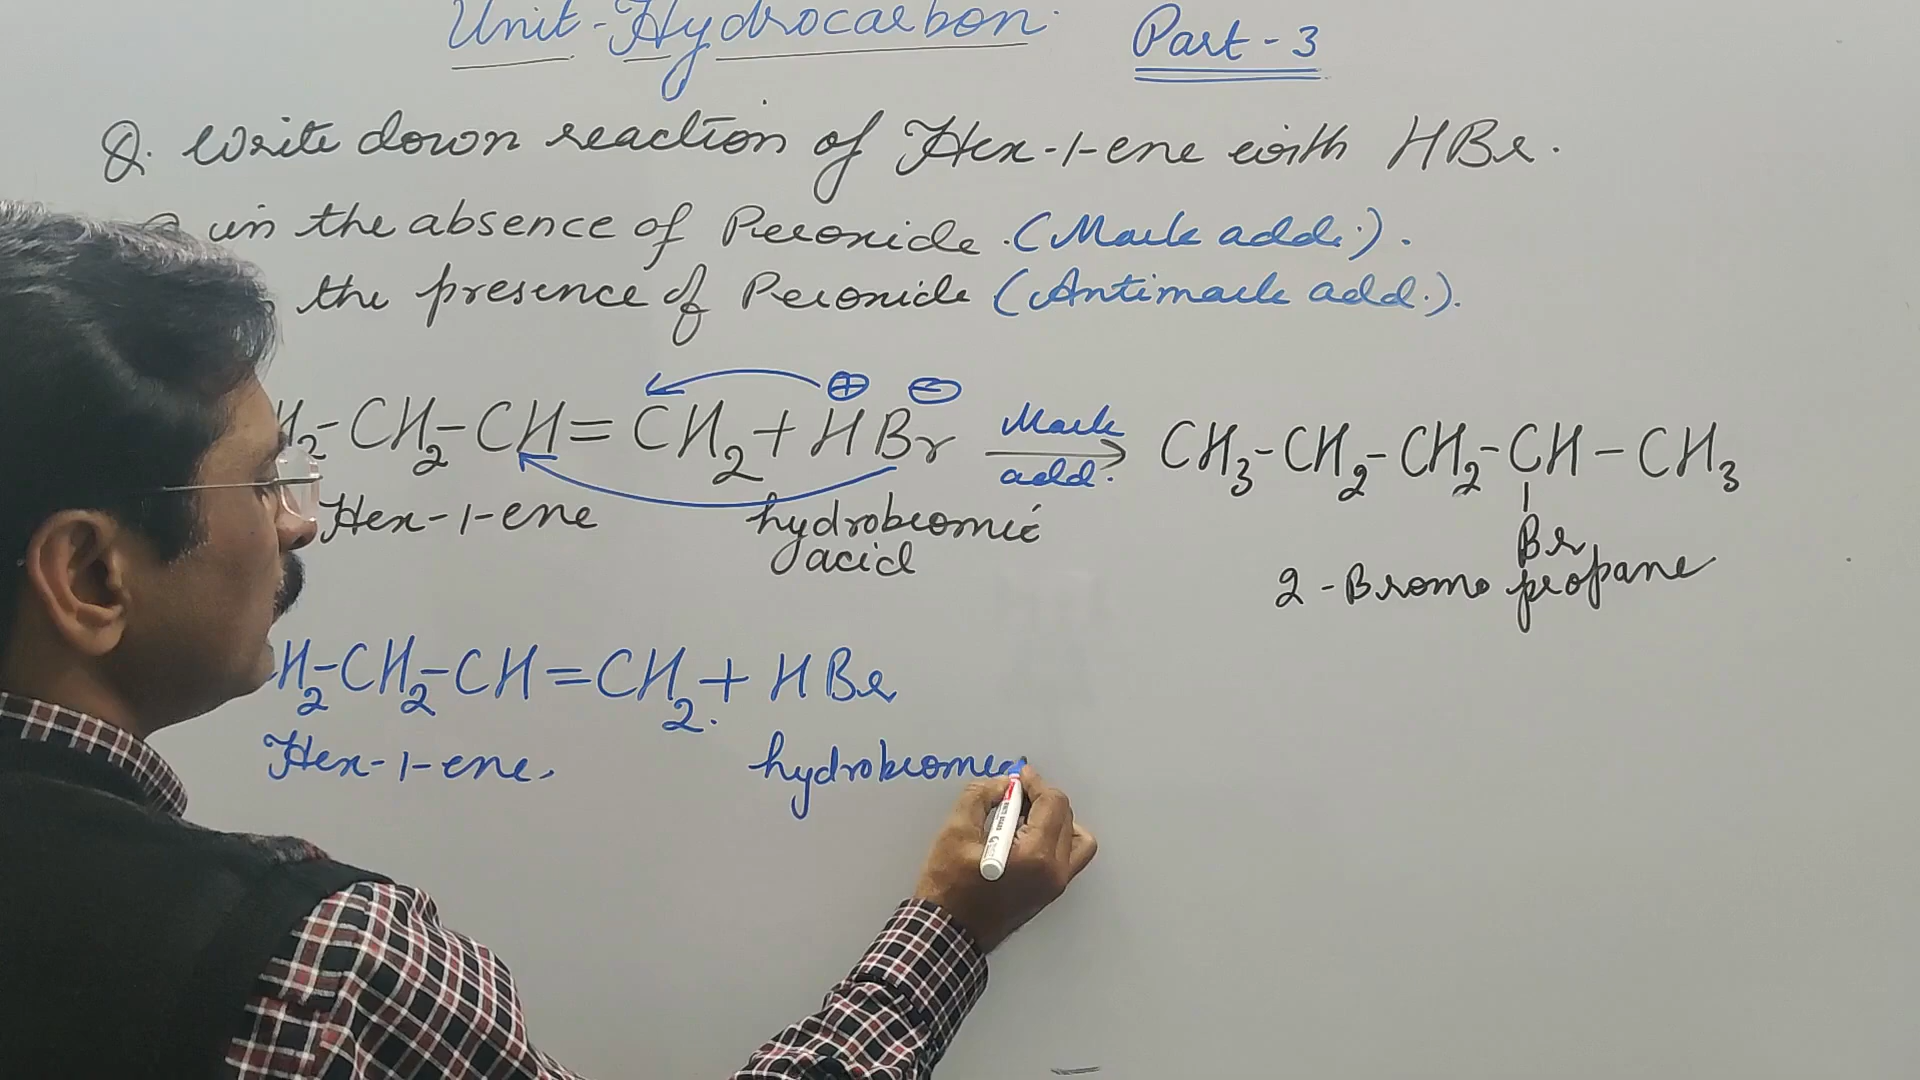 Unit-Hydrocarbon. Part-3
Q. Write down reaction of Hex-1-ene with HBr.
in the absence of Peroxide. (Mark add.).
the presence of Peroxide (Antimark add.).
H2-CH2-CH=CH2+HBr Mark add. CH3-CH2-CH2-CH-CH3
⊕ ⊖
Br
Hex-1-ene hydrobromic acid
2-Bromo propane
H2-CH2-CH=CH2+ HBr
Hex-1-ene. hydrobromic